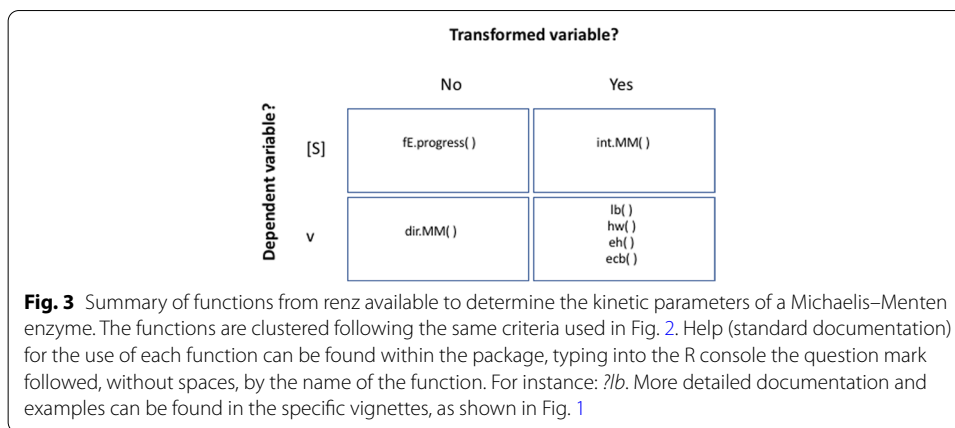 Transformed variable?
No Yes
Dependent variable?
[S] fE.progress( ) int.MM( )
v dir.MM( ) lb( )
hw( )
eh( )
ecb( )
Fig. 3 Summary of functions from renz available to determine the kinetic parameters of a Michaelis–Menten
enzyme. The functions are clustered following the same criteria used in Fig. 2. Help (standard documentation)
for the use of each function can be found within the package, typing into the R console the question mark
followed, without spaces, by the name of the function. For instance: ?lb. More detailed documentation and
examples can be found in the specific vignettes, as shown in Fig. 1